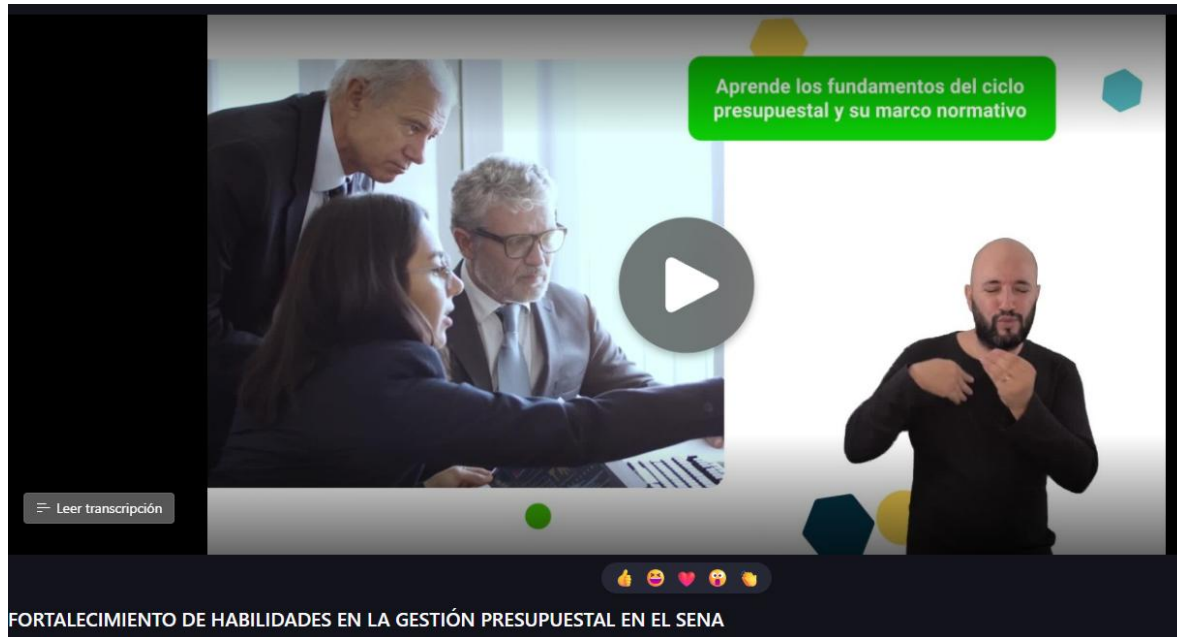 Aprende los fundamentos del ciclo
presupuestal y su marco normativo
Leer transcripción
FORTALECIMIENTO DE HABILIDADES EN LA GESTIÓN PRESUPUESTAL EN EL SENA